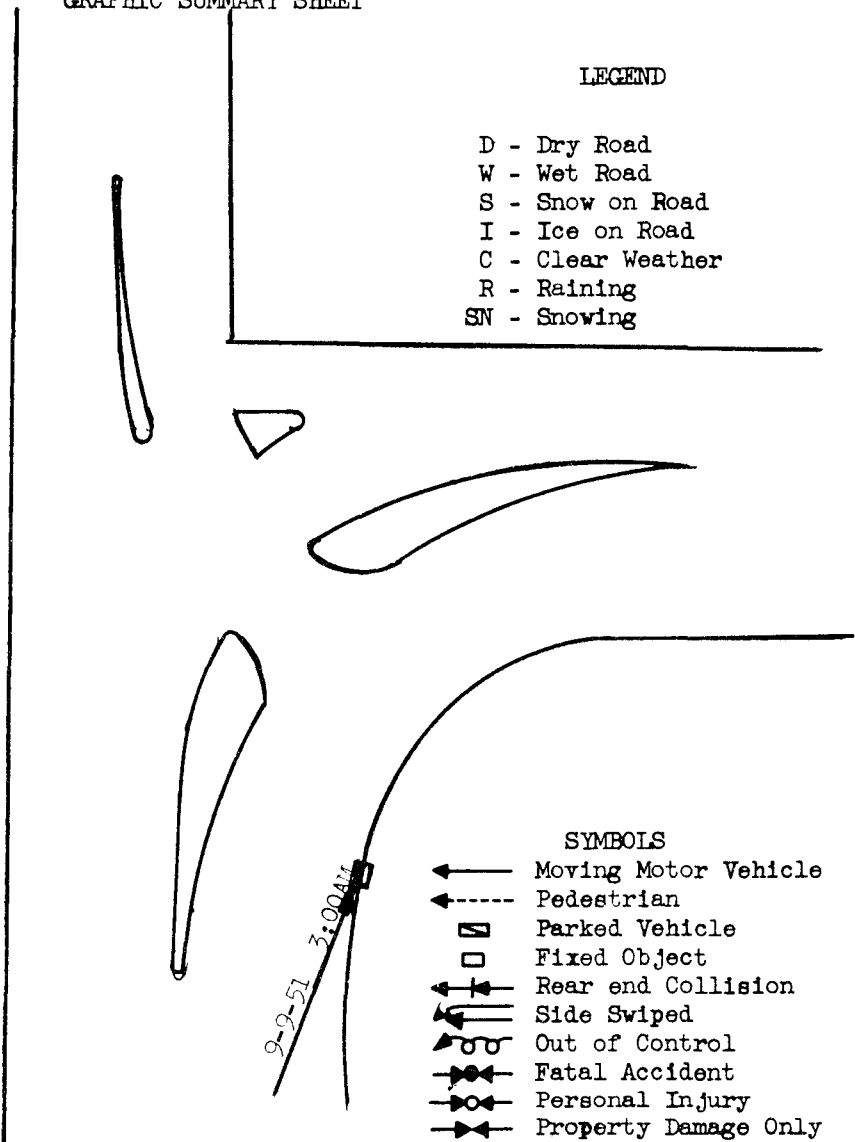 GRAPHIC SUMMARY SHEET
LEGEND
D - Dry Road
W - Wet Road
S - Snow on Road
I - Ice on Road
C - Clear Weather
R - Raining
SN - Snowing
9-9-51 3:00AM
SYMBOLS
Moving Motor Vehicle
Pedestrian
Parked Vehicle
Fixed Object
Rear end Collision
Side Swiped
Out of Control
Fatal Accident
Personal Injury
Property Damage Only